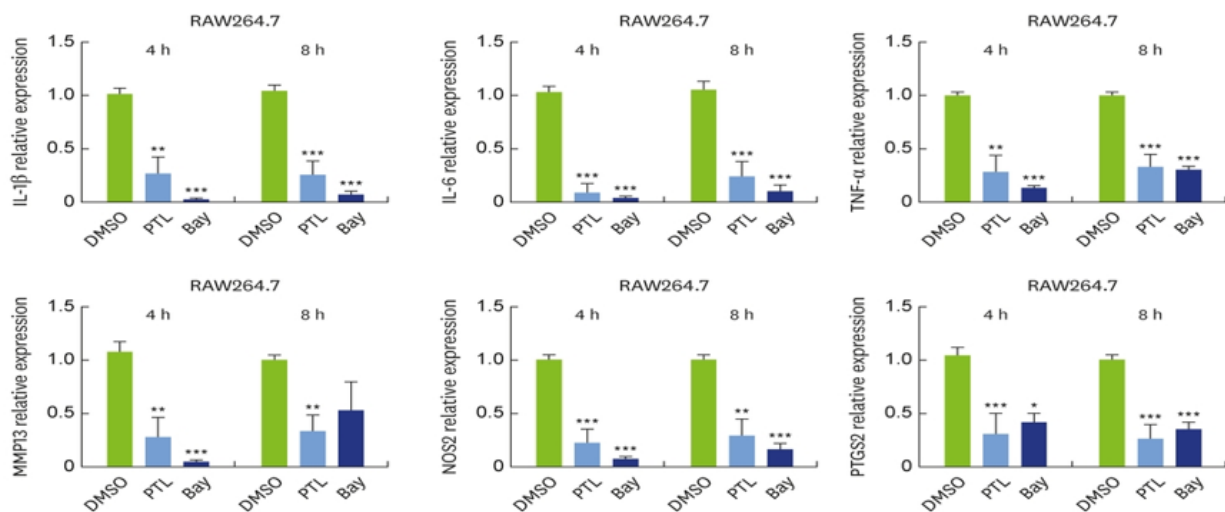 RAW264.7
IL-1β relative expression
1.5
1.0
0.5
0
4 h
8 h
**
***
***
***
DMSO
PTL
Bay
DMSO
PTL
Bay
RAW264.7
IL-6 relative expression
1.5
1.0
0.5
0
4 h
8 h
***
***
***
***
DMSO
PTL
Bay
DMSO
PTL
Bay
RAW264.7
TNF-α relative expression
1.5
1.0
0.5
0
4 h
8 h
**
***
***
***
DMSO
PTL
Bay
DMSO
PTL
Bay
RAW264.7
MMP13 relative expression
1.5
1.0
0.5
0
4 h
8 h
**
***
**
DMSO
PTL
Bay
DMSO
PTL
Bay
RAW264.7
NOS2 relative expression
1.5
1.0
0.5
0
4 h
8 h
***
***
**
***
DMSO
PTL
Bay
DMSO
PTL
Bay
RAW264.7
PTGS2 relative expression
1.5
1.0
0.5
0
4 h
8 h
***
*
***
***
DMSO
PTL
Bay
DMSO
PTL
Bay